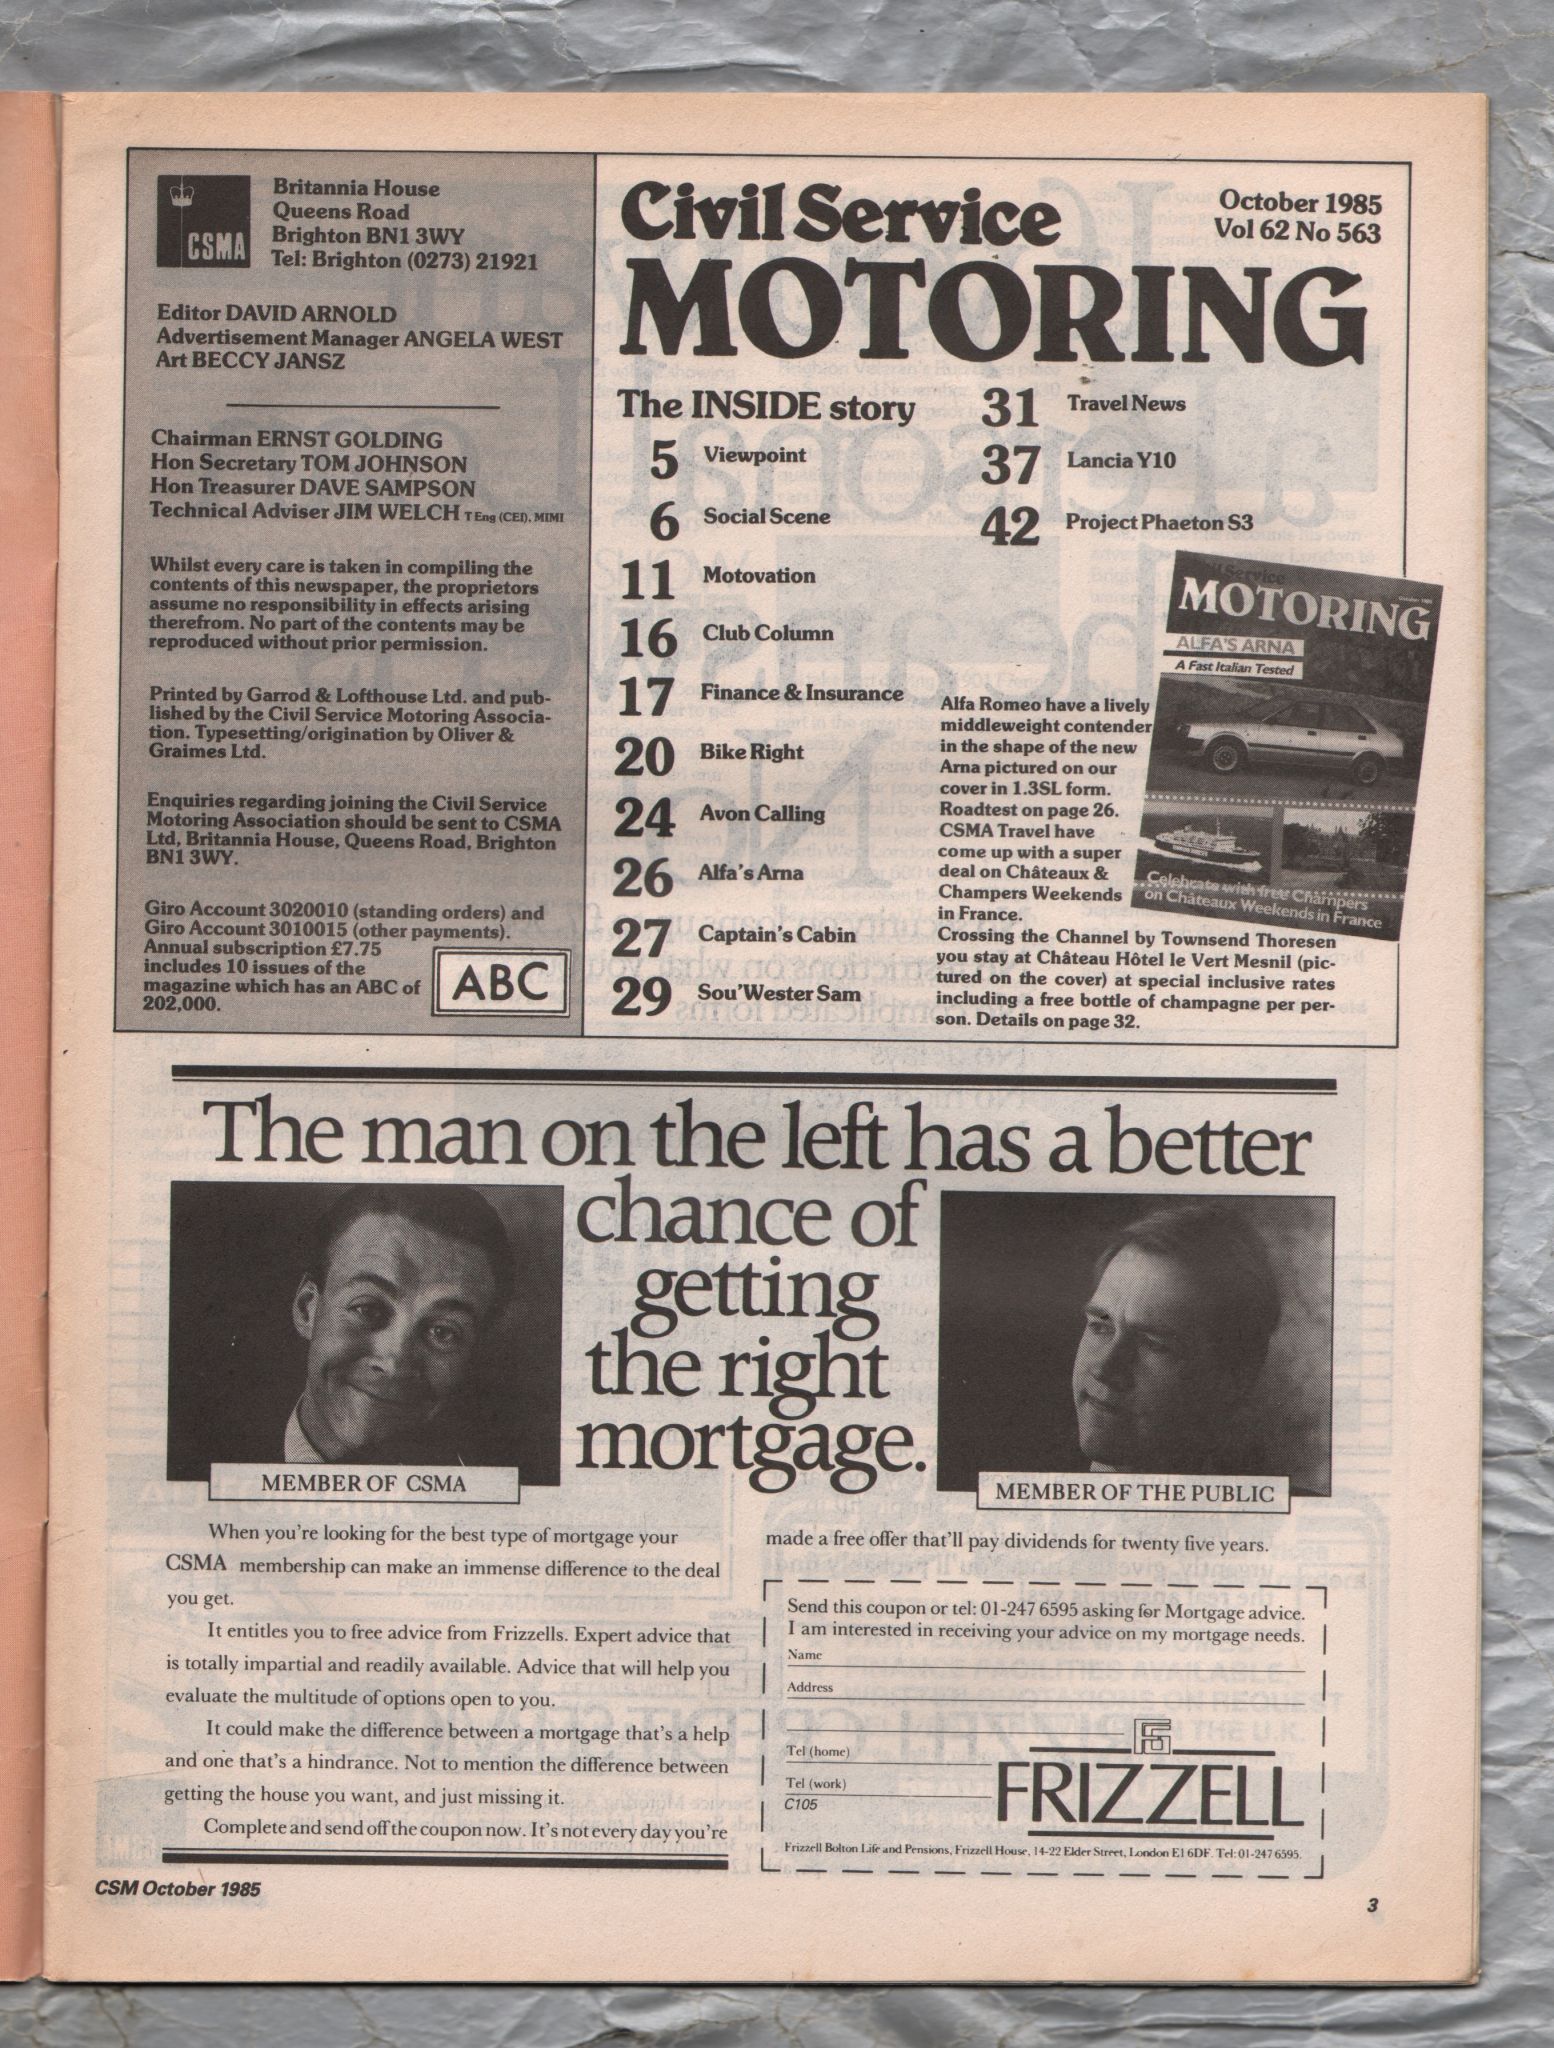 CSMA
Britannia House
Queens Road
Brighton BN1 3WY
Tel: Brighton (0273) 21921
Editor DAVID ARNOLD
Advertisement Manager ANGELA WEST
Art BECCY JANSZ
Chairman ERNST GOLDING
Hon Secretary TOM JOHNSON
Hon Treasurer DAVE SAMPSON
Technical Adviser JIM WELCH T Eng (CEI), MIMI
Whilst every care is taken in compiling the
contents of this newspaper, the proprietors
assume no responsibility in effects arising
therefrom. No part of the contents may be
reproduced without prior permission.
Printed by Garrod & Lofthouse Ltd. and pub-
lished by the Civil Service Motoring Associa-
tion. Typesetting/origination by Oliver &
Graimes Ltd.
Enquiries regarding joining the Civil Service
Motoring Association should be sent to CSMA
Ltd, Britannia House, Queens Road, Brighton
BN1 3WY.
Giro Account 3020010 (standing orders) and
Giro Account 3010015 (other payments).
Annual subscription £7.75
includes 10 issues of the
magazine which has an ABC of
202,000.
ABC
Civil Service
MOTORING
October 1985
Vol 62 No 563
The INSIDE story
5 Viewpoint
6 Social Scene
11 Motovation
16 Club Column
17 Finance & Insurance
20 Bike Right
24 Avon Calling
26 Alfa's Arna
27 Captain's Cabin
29 Sou'Wester Sam
31 Travel News
37 Lancia Y10
42 Project Phaeton S3
Civil Service
MOTORING
October 1985
ALFA'S ARNA
A Fast Italian Tested
Celebrate with free Champers
on Châteaux Weekends in France
Alfa Romeo have a lively
middleweight contender
in the shape of the new
Arna pictured on our
cover in 1.3SL form.
Roadtest on page 26.
CSMA Travel have
come up with a super
deal on Châteaux &
Champers Weekends
in France.
Crossing the Channel by Townsend Thoresen
you stay at Château Hôtel le Vert Mesnil (pic-
tured on the cover) at special inclusive rates
including a free bottle of champagne per per-
son. Details on page 32.
The man on the left has a better
chance of
getting
the right
mortgage.
MEMBER OF CSMA
MEMBER OF THE PUBLIC
When you're looking for the best type of mortgage your
CSMA membership can make an immense difference to the deal
you get.
It entitles you to free advice from Frizzells. Expert advice that
is totally impartial and readily available. Advice that will help you
evaluate the multitude of options open to you.
It could make the difference between a mortgage that's a help
and one that's a hindrance. Not to mention the difference between
getting the house you want, and just missing it.
Complete and send off the coupon now. It's not every day you're
made a free offer that'll pay dividends for twenty five years.
Send this coupon or tel: 01-247 6595 asking for Mortgage advice.
I am interested in receiving your advice on my mortgage needs.
Name
Address
Tel (home)
Tel (work)
C105
FRIZZELL
Frizzell Bolton Life and Pensions, Frizzell House, 14-22 Elder Street, London E1 6DF. Tel: 01-247 6595.
CSM October 1985
3